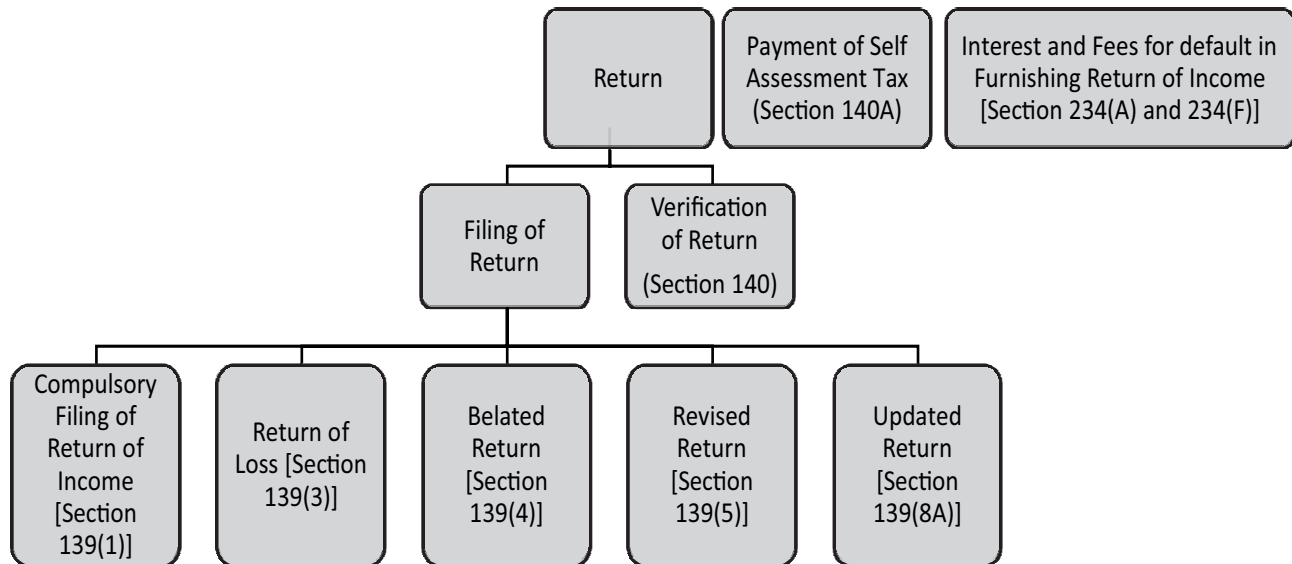 Return
Payment of Self
Assessment Tax
(Section 140A)
Interest and Fees for default in
Furnishing Return of Income
[Section 234(A) and 234(F)]
Filing of
Return
Verification
of Return
(Section 140)
Compulsory
Filing of
Return of
Income
[Section
139(1)]
Return of
Loss [Section
139(3)]
Belated
Return
[Section
139(4)]
Revised
Return
[Section
139(5)]
Updated
Return
[Section
139(8A)]